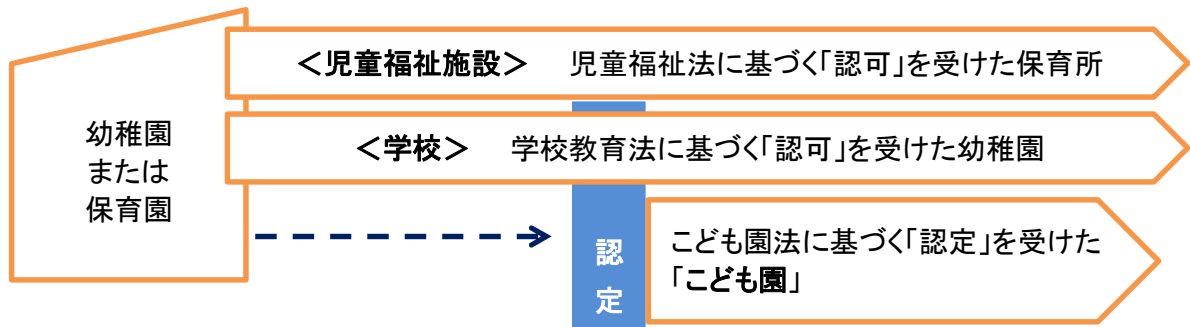 ＜児童福祉施設＞　児童福祉法に基づく「認可」を受けた保育所
＜学校＞　学校教育法に基づく「認可」を受けた幼稚園
幼稚園
または
保育園
認
定
こども園法に基づく「認定」を受けた
「こども園」